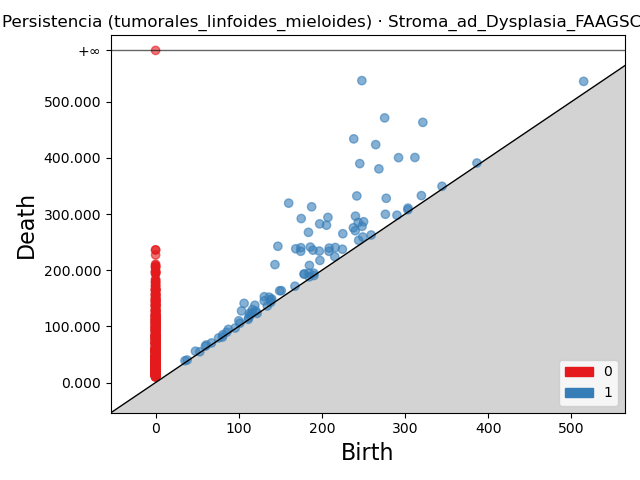 Persistencia (tumorales_linfoides_mieloides) · Stroma_ad_Dysplasia_FAAGSC
+∞
500.000
400.000
300.000
200.000
100.000
0.000
Death
0
1
0 100 200 300 400 500
Birth